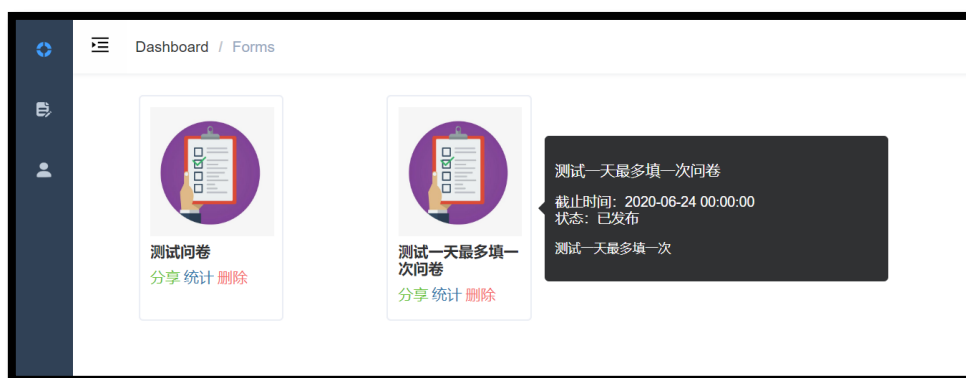 Dashboard / Forms
测试问卷
分享 统计 删除
测试一天最多填一
次问卷
分享 统计 删除
测试一天最多填一次问卷
截止时间：2020-06-24 00:00:00
状态：已发布
测试一天最多填一次